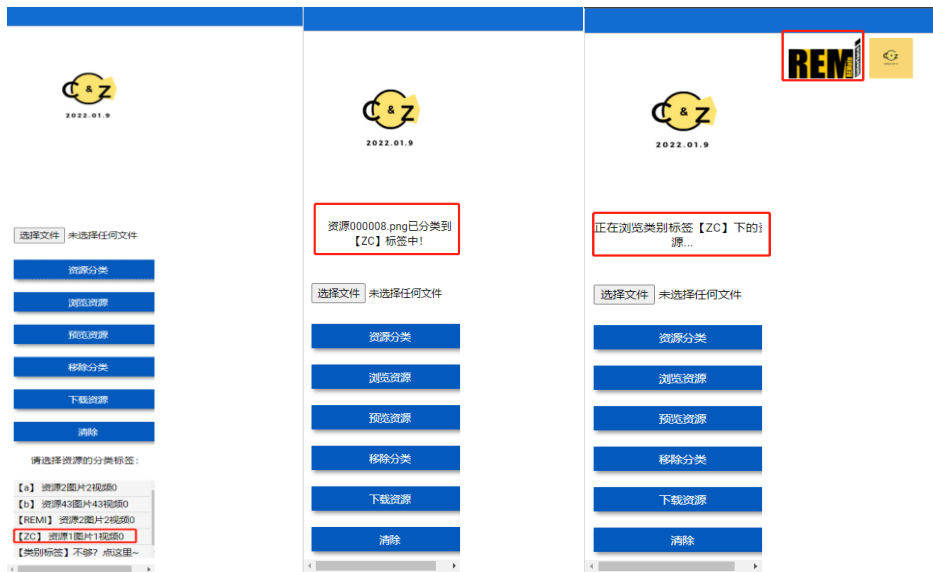 C & Z
2022.01.9
选择文件 未选择任何文件
资源分类
浏览资源
预览资源
移除分类
下载资源
清除
请选择资源的分类标签：
【a】 资源2图片2视频0
【b】 资源43图片43视频0
【REMI】 资源2图片2视频0
【ZC】 资源1图片1视频0
【类别标签】不够？点这里~
C & Z
2022.01.9
资源000008.png已分类到
【ZC】标签中！
选择文件 未选择任何文件
资源分类
浏览资源
预览资源
移除分类
下载资源
清除
REMi
C & Z
C & Z
2022.01.9
正在浏览类别标签【ZC】下的资
源...
选择文件 未选择任何文件
资源分类
浏览资源
预览资源
移除分类
下载资源
清除